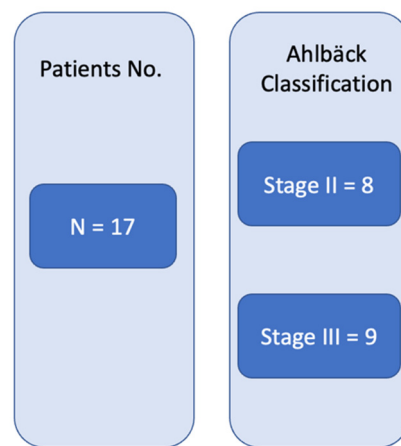 Patients No.
N = 17
Ahlbäck
Classification
Stage II = 8
Stage III = 9